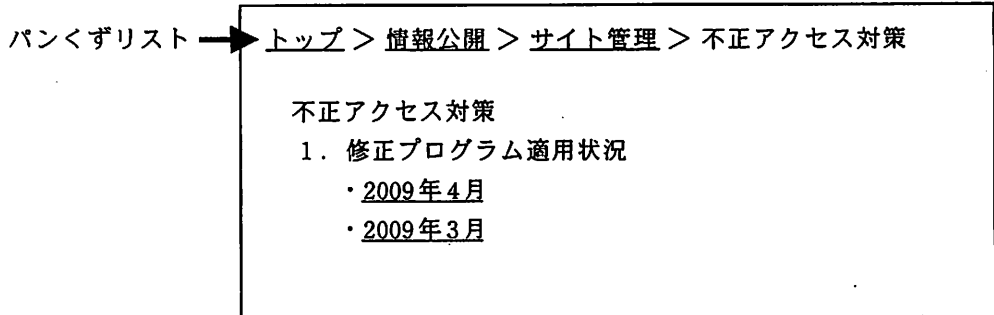 パンくずリスト トップ > 情報公開 > サイト管理 > 不正アクセス対策
不正アクセス対策
1. 修正プログラム適用状況
・2009年4月
・2009年3月